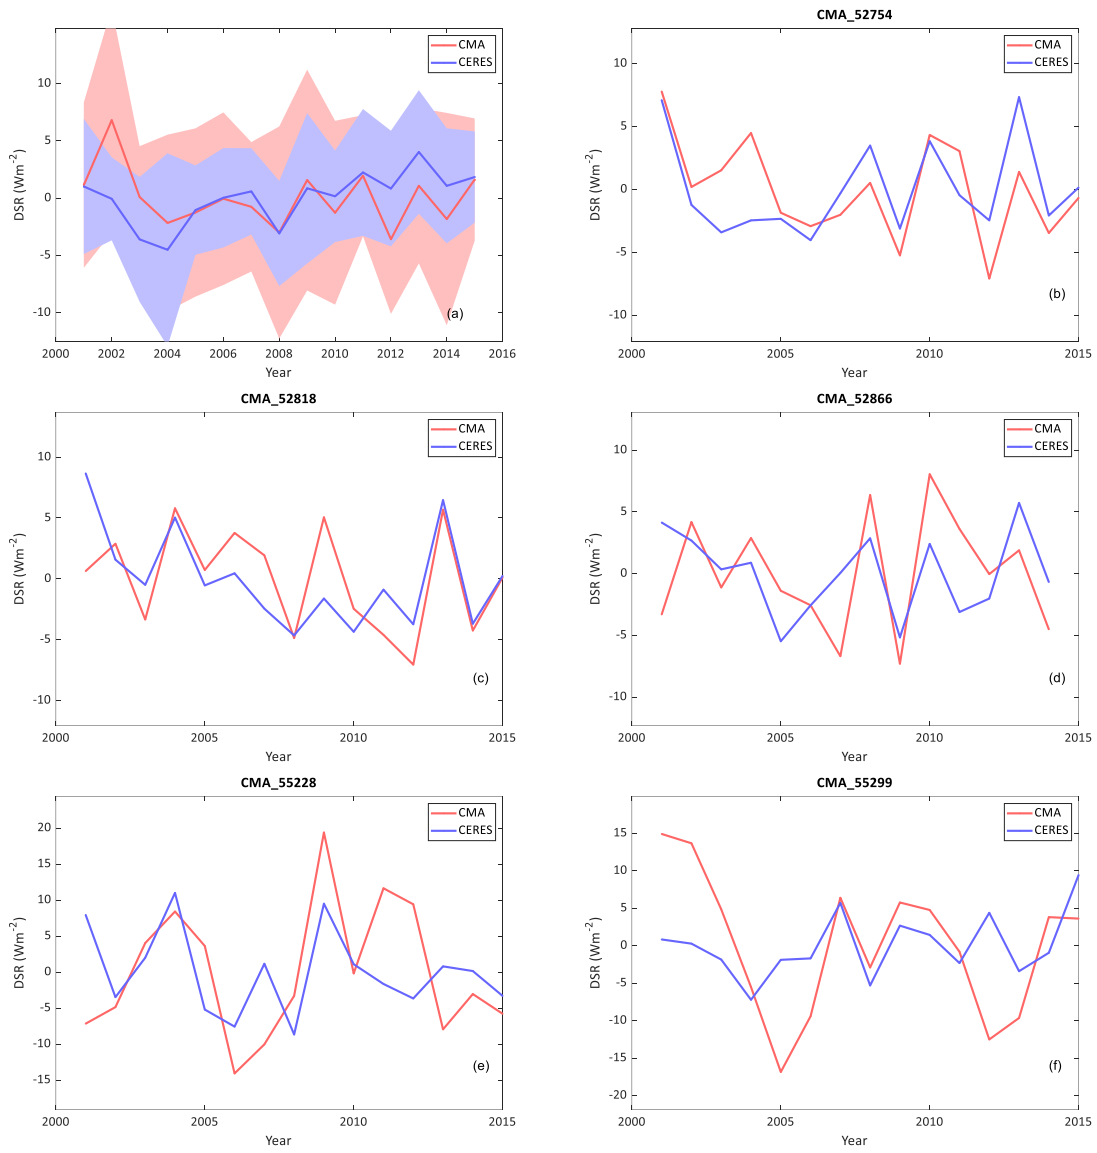 CMA
CERES
10
5
0
-5
-10
DSR (Wm-2)
(a)
2000 2002 2004 2006 2008 2010 2012 2014 2016
Year
CMA_52754
CMA
CERES
10
5
0
-5
-10
DSR (Wm-2)
(b)
2000 2005 2010 2015
Year
CMA_52818
CMA
CERES
10
5
0
-5
-10
DSR (Wm-2)
(c)
2000 2005 2010 2015
Year
CMA_52866
CMA
CERES
10
5
0
-5
-10
DSR (Wm-2)
(d)
2000 2005 2010 2015
Year
CMA_55228
CMA
CERES
20
15
10
5
0
-5
-10
-15
DSR (Wm-2)
(e)
2000 2005 2010 2015
Year
CMA_55299
CMA
CERES
15
10
5
0
-5
-10
-15
-20
DSR (Wm-2)
(f)
2000 2005 2010 2015
Year